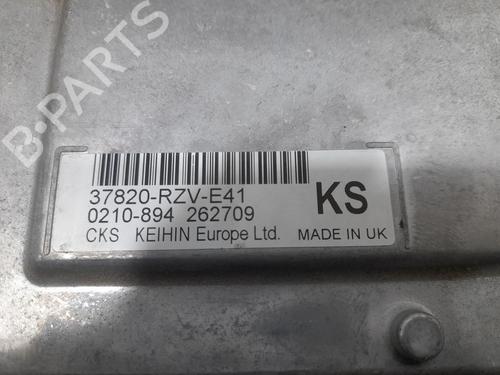 B-PARTS
37820-RZV-E41
0210-894 262709
CKS KEIHIN Europe Ltd.
KS
MADE IN UK